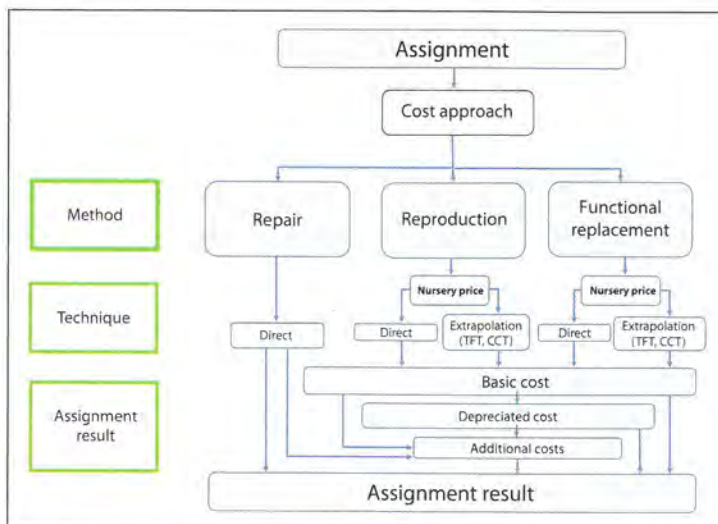 Assignment
Cost approach
Method
Repair
Reproduction
Functional
replacement
Nursery price
Nursery price
Technique
Direct
Direct
Extrapolation
(TFT, CCT)
Direct
Extrapolation
(TFT, CCT)
Basic cost
Assignment
result
Depreciated cost
Additional costs
Assignment result